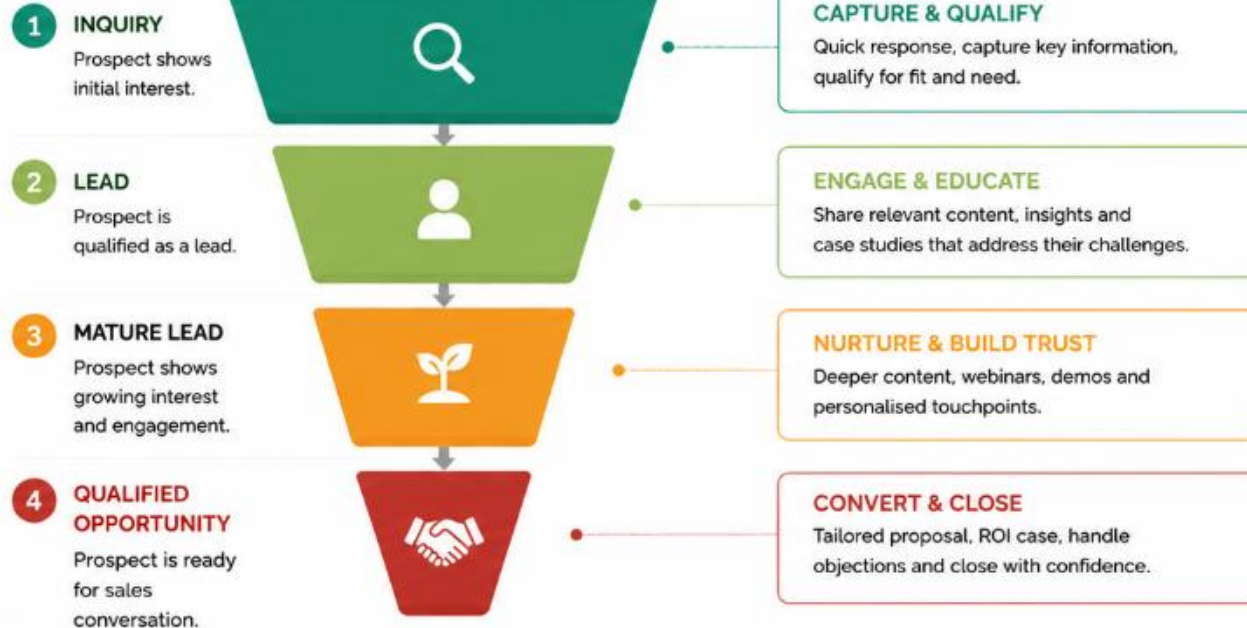 1
INQUIRY
Prospect shows
initial interest.
CAPTURE & QUALIFY
Quick response, capture key information,
qualify for fit and need.
2
LEAD
Prospect is
qualified as a lead.
ENGAGE & EDUCATE
Share relevant content, insights and
case studies that address their challenges.
3
MATURE LEAD
Prospect shows
growing interest
and engagement.
NURTURE & BUILD TRUST
Deeper content, webinars, demos and
personalised touchpoints.
4
QUALIFIED
OPPORTUNITY
Prospect is ready
for sales
conversation.
CONVERT & CLOSE
Tailored proposal, ROI case, handle
objections and close with confidence.